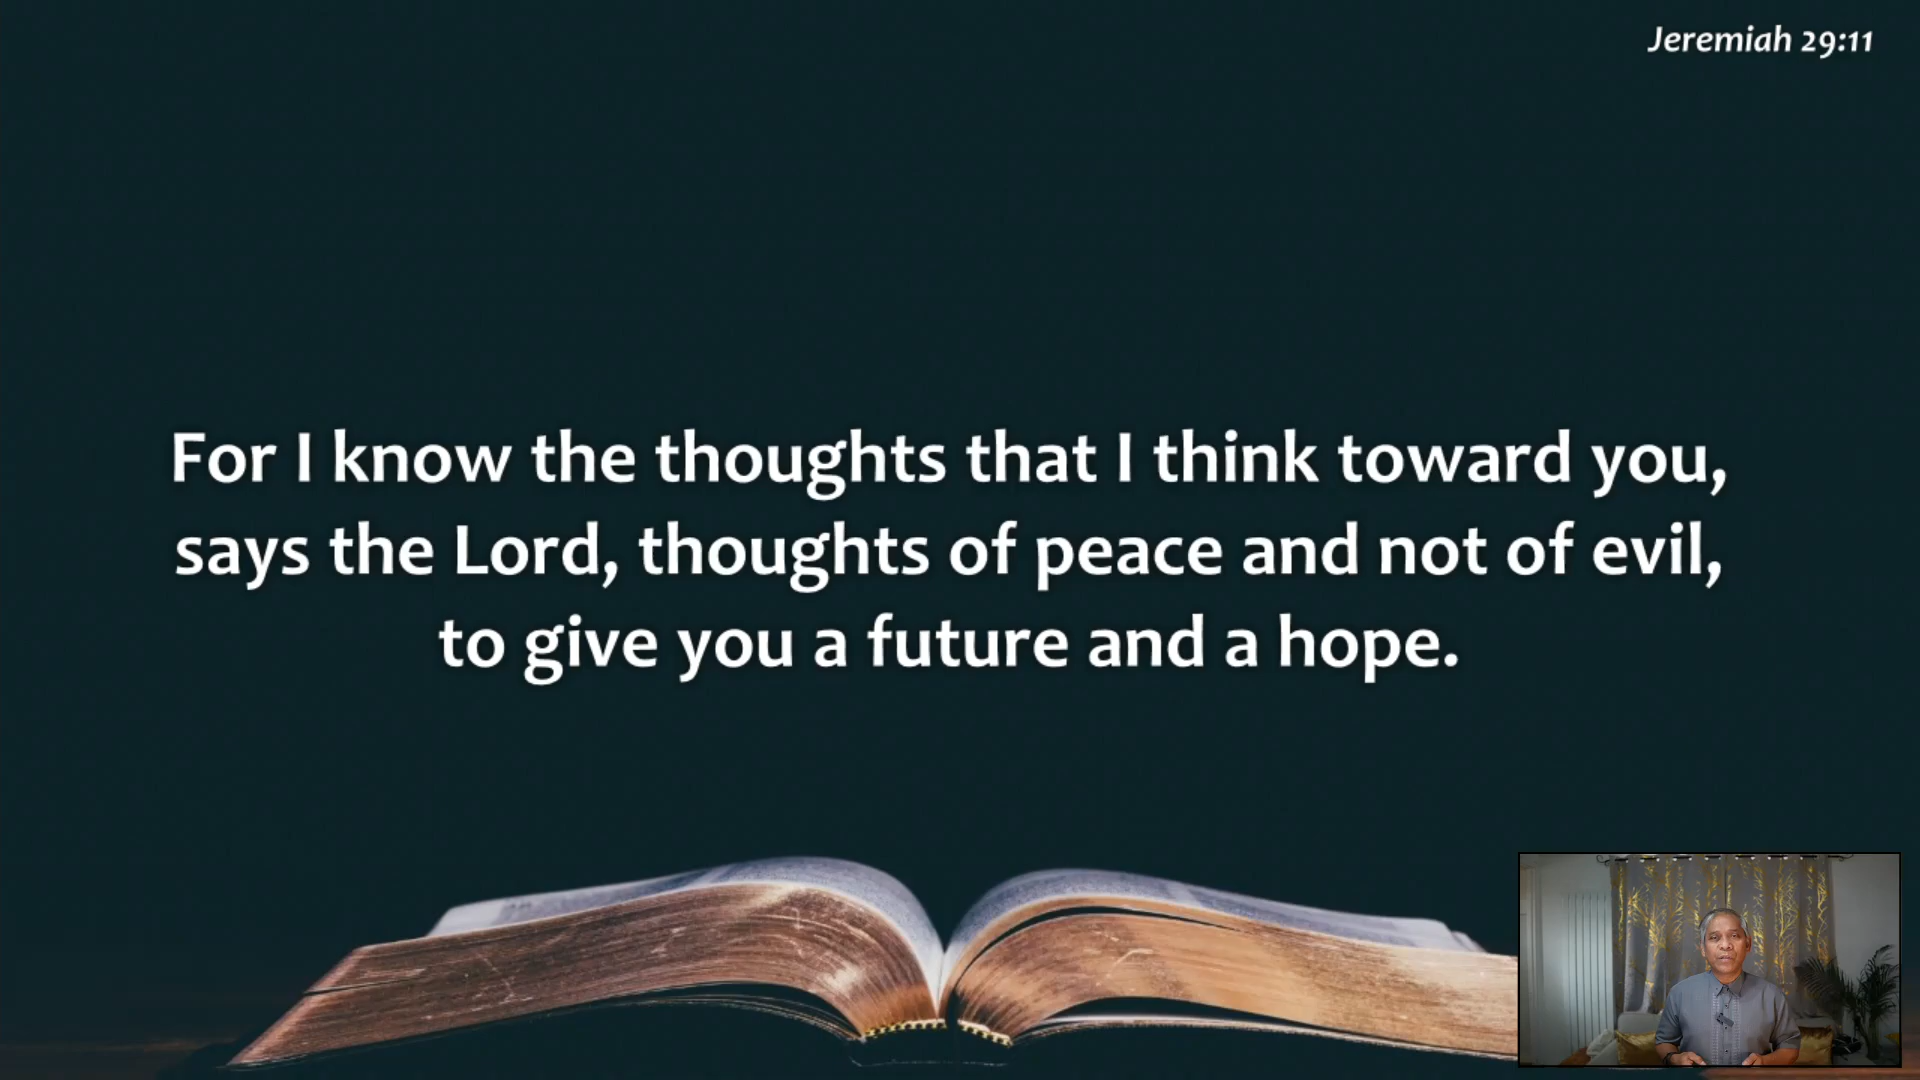 Jeremiah 29:11
For I know the thoughts that I think toward you,
says the Lord, thoughts of peace and not of evil,
to give you a future and a hope.